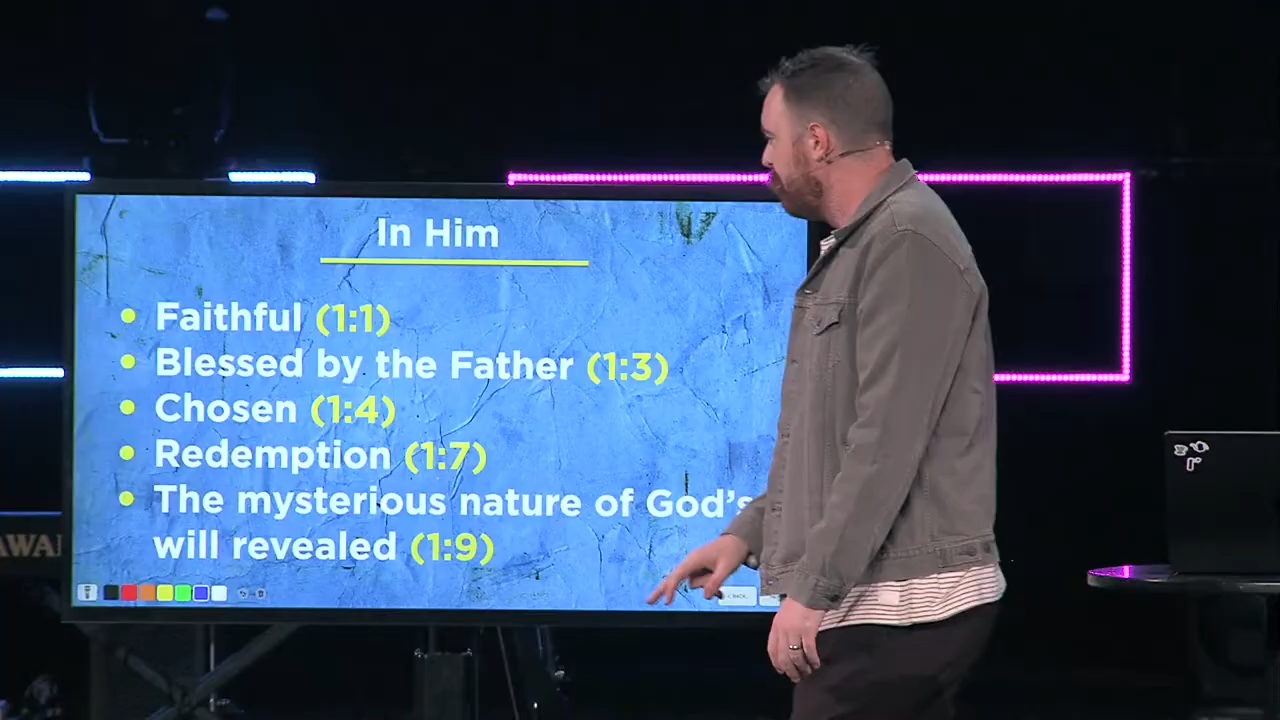 In Him
• Faithful (1:1)
• Blessed by the Father (1:3)
• Chosen (1:4)
• Redemption (1:7)
• The mysterious nature of God's
will revealed (1:9)
< BACK